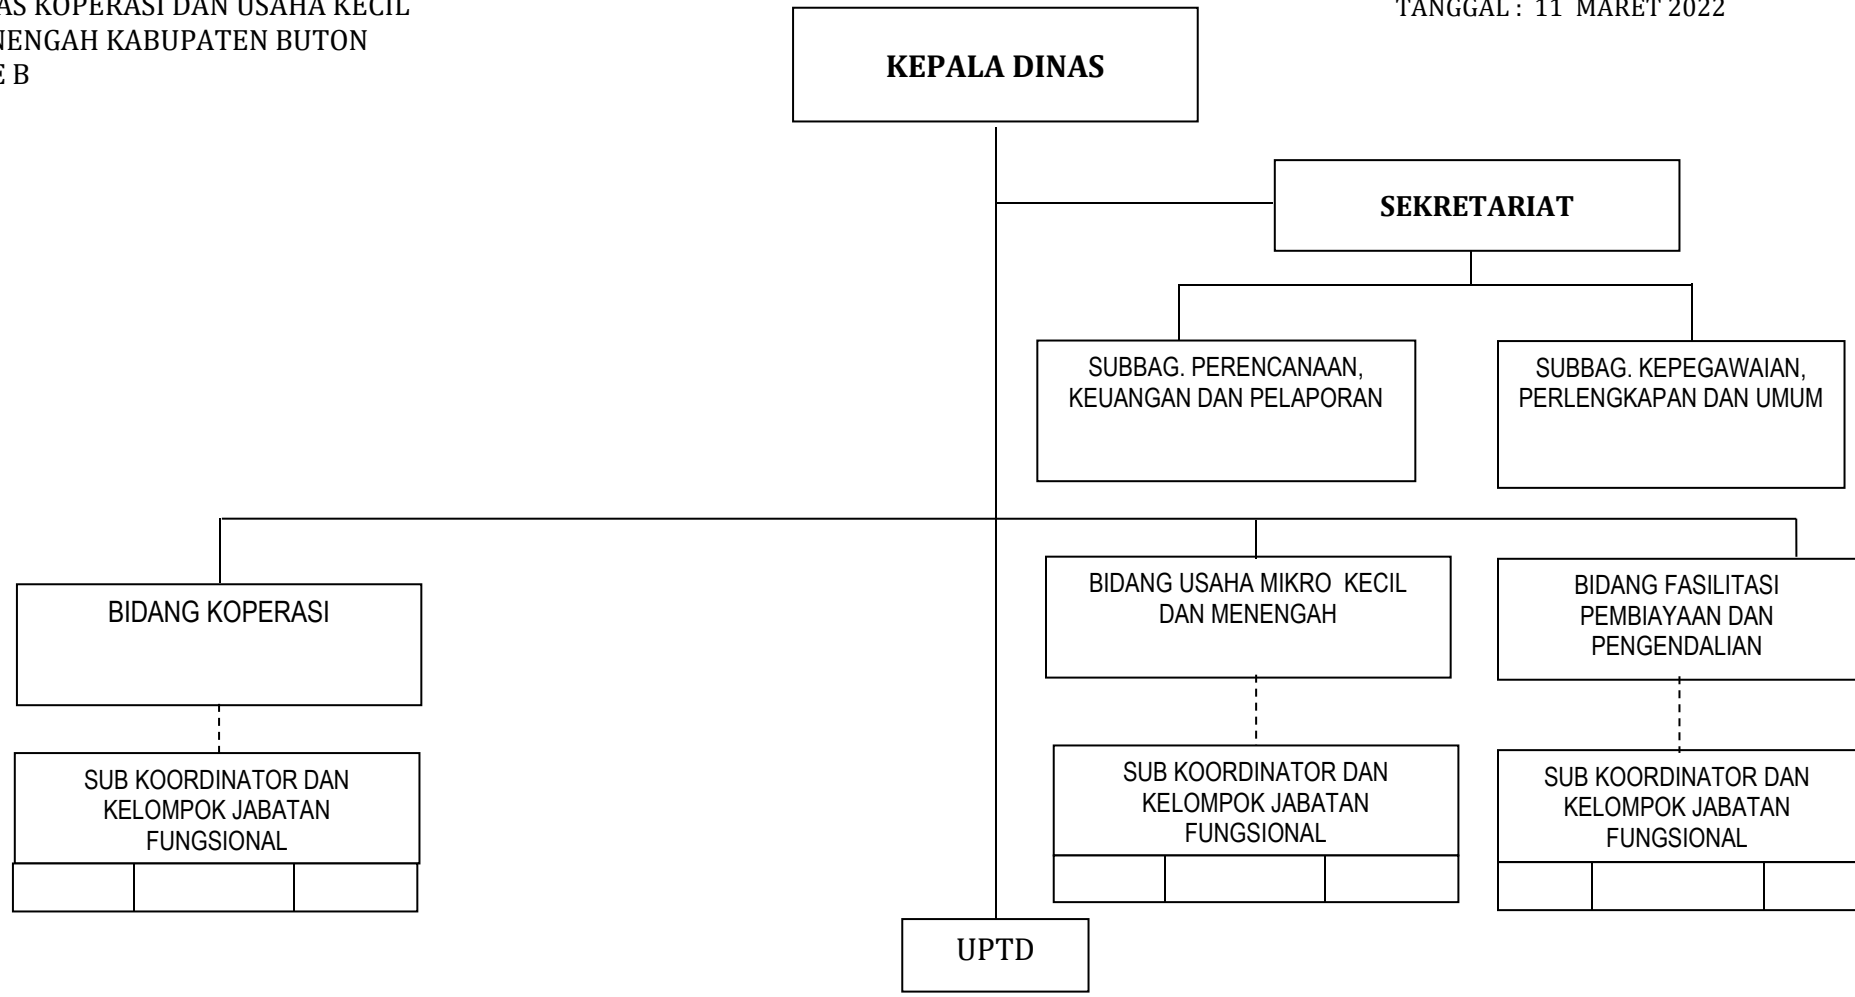 KOPERASI DAN USAHA KECIL
KABUPATEN BUTON
B
TANGGAL : 11 MARET 2022
KEPALA DINAS
SEKRETARIAT
SUBBAG. PERENCANAAN,
KEUANGAN DAN PELAPORAN
SUBBAG. KEPEGAWAIAN,
PERLENGKAPAN DAN UMUM
BIDANG KOPERASI
BIDANG USAHA MIKRO KECIL
DAN MENENGAH
BIDANG FASILITASI
PEMBIAYAAN DAN
PENGENDALIAN
SUB KOORDINATOR DAN
KELOMPOK JABATAN
FUNGSIONAL
SUB KOORDINATOR DAN
KELOMPOK JABATAN
FUNGSIONAL
SUB KOORDINATOR DAN
KELOMPOK JABATAN
FUNGSIONAL
UPTD